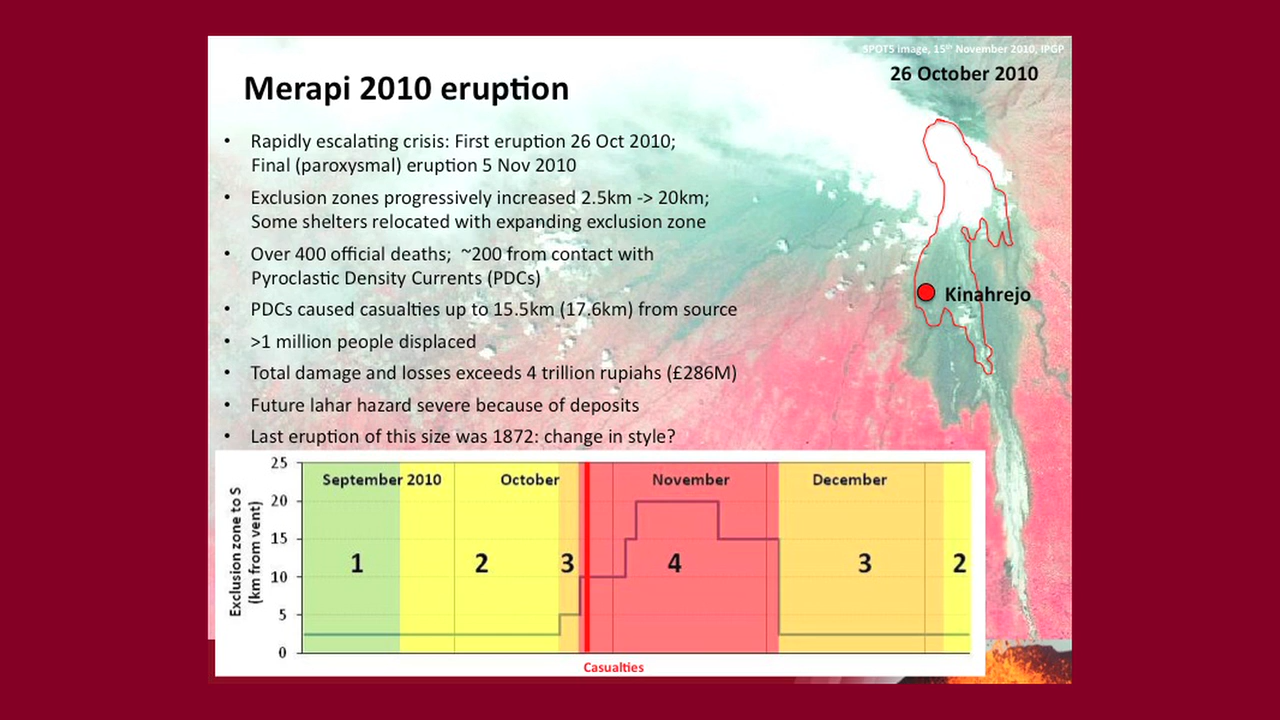 SPOT5 image, 15th November 2010, IPGP
26 October 2010
Merapi 2010 eruption
• Rapidly escalating crisis: First eruption 26 Oct 2010;
Final (paroxysmal) eruption 5 Nov 2010
• Exclusion zones progressively increased 2.5km -> 20km;
Some shelters relocated with expanding exclusion zone
• Over 400 official deaths; ~200 from contact with
Pyroclastic Density Currents (PDCs)
• PDCs caused casualties up to 15.5km (17.6km) from source
• >1 million people displaced
• Total damage and losses exceeds 4 trillion rupiahs (£286M)
• Future lahar hazard severe because of deposits
• Last eruption of this size was 1872: change in style?
Kinahrejo
Exclusion zone to S
(km from vent)
25
20
15
10
5
0
September 2010
October
November
December
1
2
3
4
3
2
Casualties